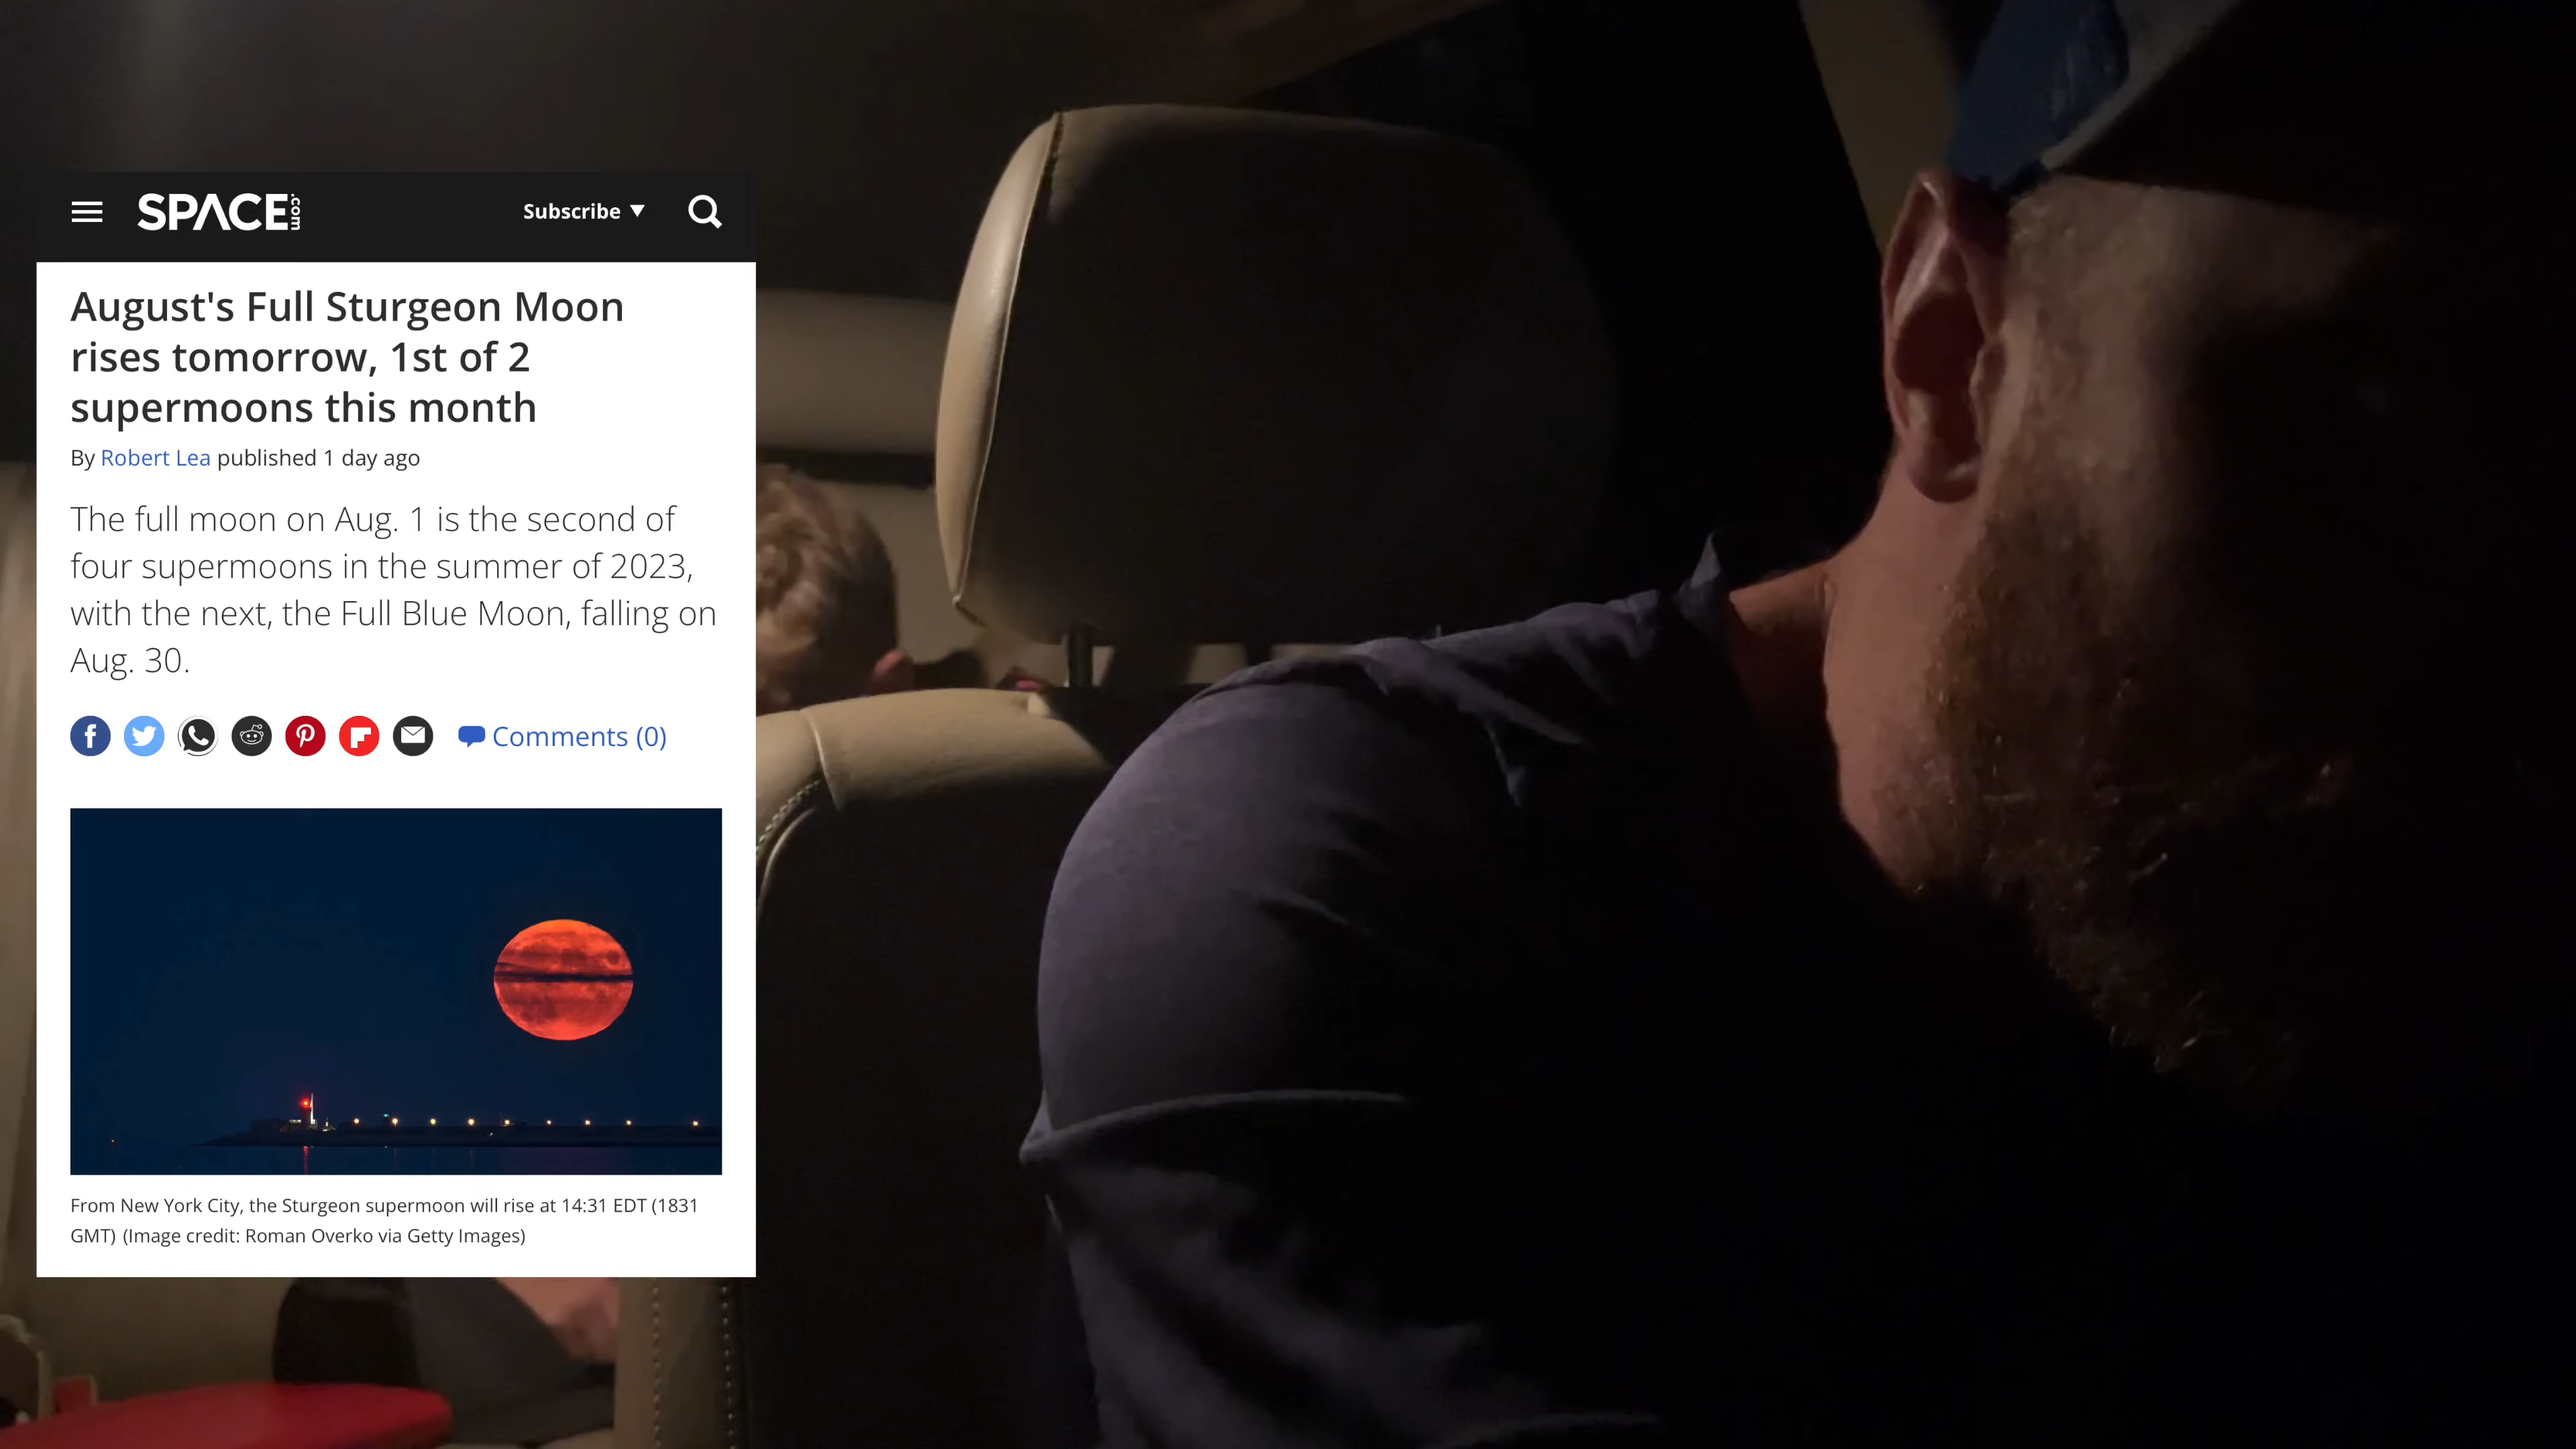 SPACE.com
Subscribe
August's Full Sturgeon Moon
rises tomorrow, 1st of 2
supermoons this month
By Robert Lea published 1 day ago
The full moon on Aug. 1 is the second of
four supermoons in the summer of 2023,
with the next, the Full Blue Moon, falling on
Aug. 30.
Comments (0)
From New York City, the Sturgeon supermoon will rise at 14:31 EDT (1831
GMT) (Image credit: Roman Overko via Getty Images)